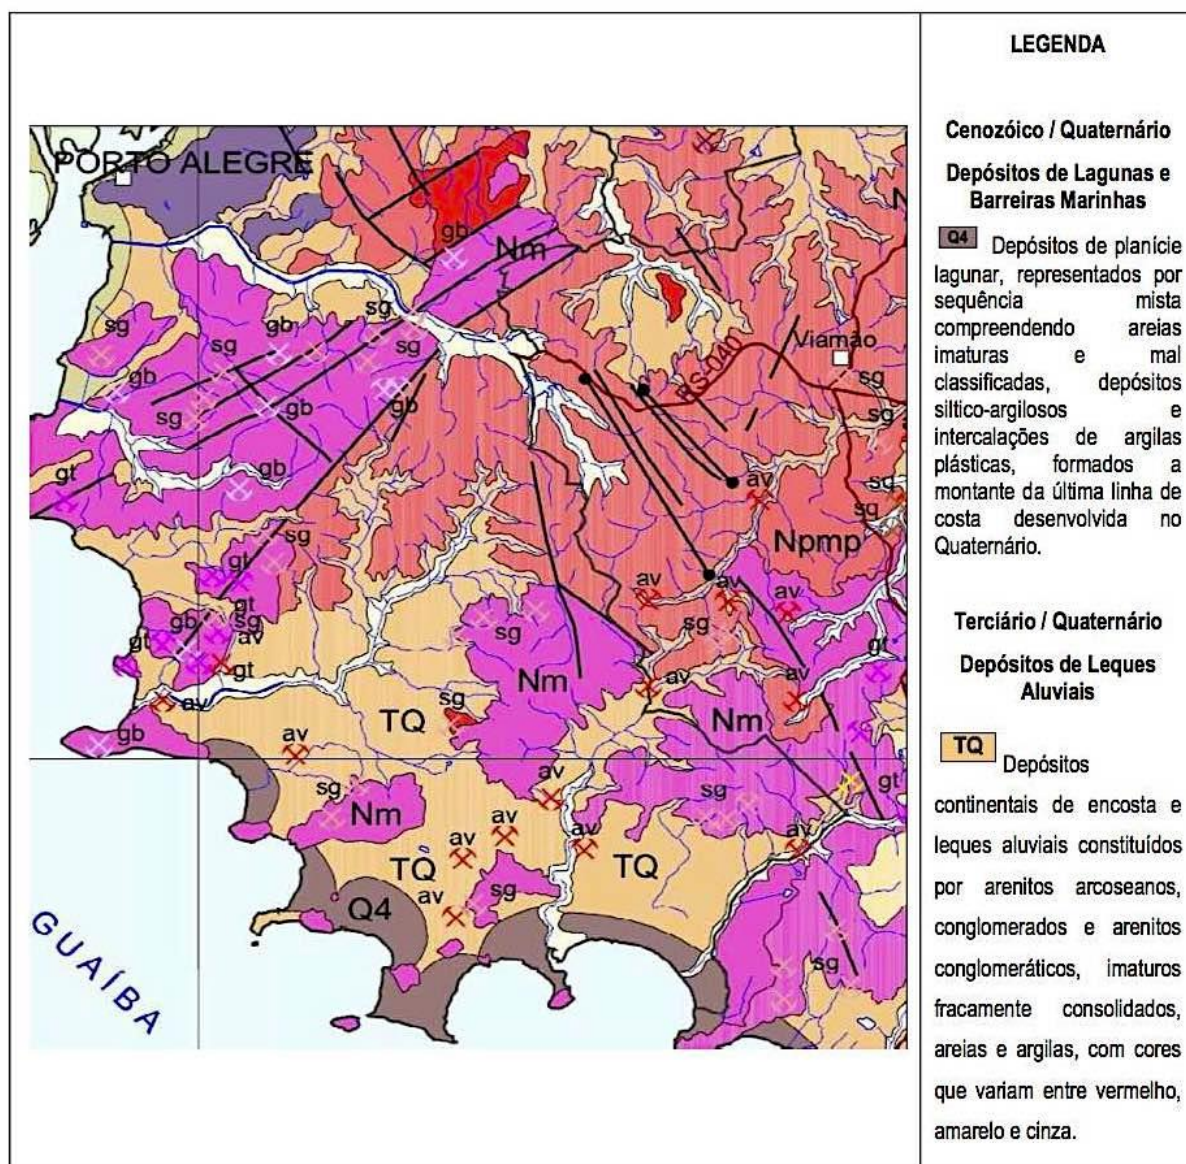 PORTO ALEGRE
gb
Nm
N
sg
gb
sg
sg
sg
RS-040
Viamão
gb
sg
gb
gb
sg
sg
gt
gb
av
sg
sg
Npmp
sg
gt
gt
av
av
gb
sg
sg
sg
av
gt
gt
gt
Nm
av
av
av
sg
TQ
Nm
gb
av
av
sg
gt
sg
Nm
av
av
av
TQ
TQ
av
sg
Q4
sg
GUAÍBA
LEGENDA
Cenozóico / Quaternário
Depósitos de Lagunas e
Barreiras Marinhas
Q4 Depósitos de planície
lagunar, representados por
sequência mista
compreendendo areias
imaturas e mal
classificadas, depósitos
siltico-argilosos e
intercalações de argilas
plásticas, formados a
montante da última linha de
costa desenvolvida no
Quaternário.
Terciário / Quaternário
Depósitos de Leques
Aluviais
TQ Depósitos
continentais de encosta e
leques aluviais constituídos
por arenitos arcoseanos,
conglomerados e arenitos
conglomeráticos, imaturos
fracamente consolidados,
areias e argilas, com cores
que variam entre vermelho,
amarelo e cinza.